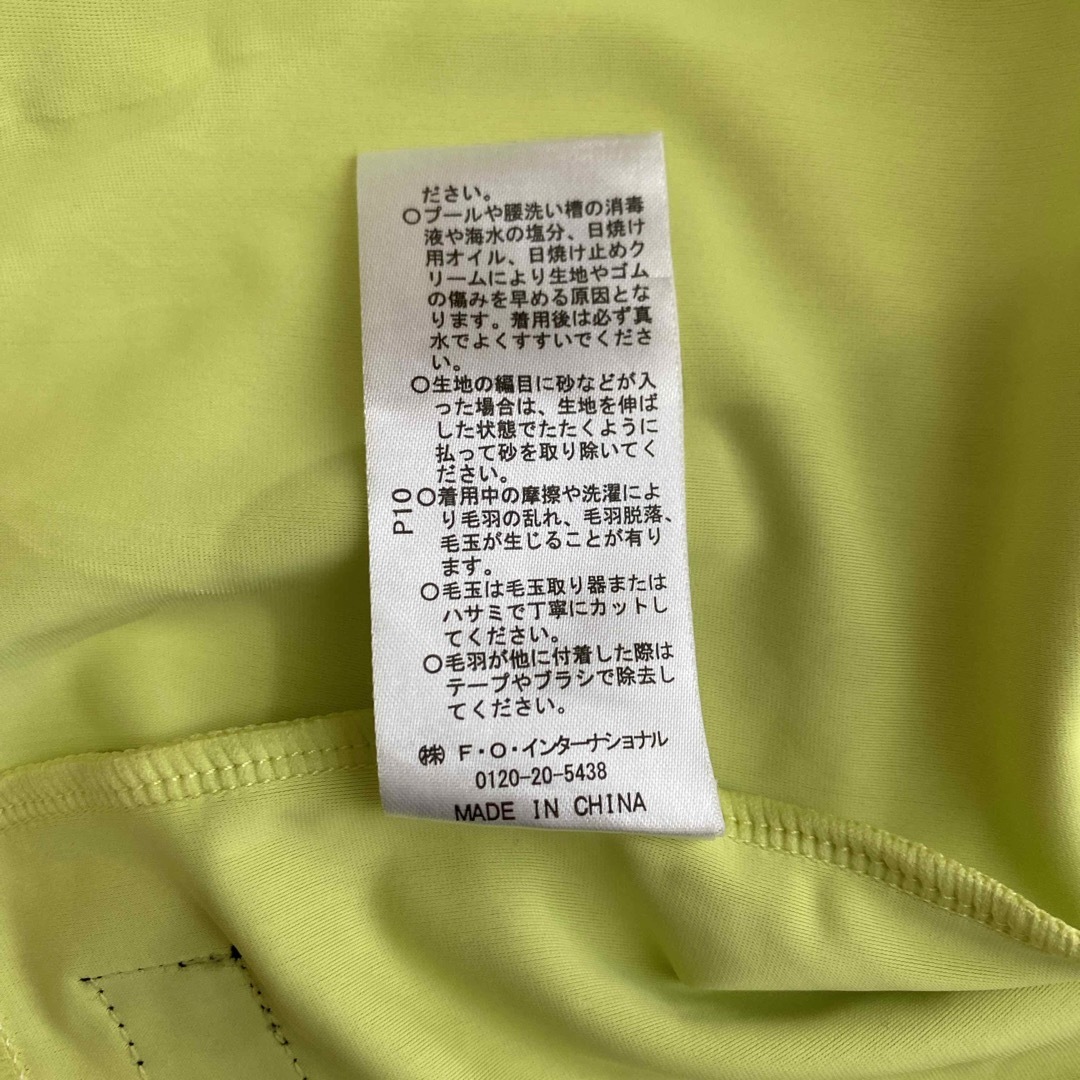 ださい。
○プールや腰洗い槽の消毒
液や海水の塩分、日焼け
用オイル、日焼け止めク
リームにより生地やゴム
の傷みを早める原因とな
ります。着用後は必ず真
水でよくすすいでくださ
い。
○生地の編目に砂などが入
った場合は、生地を伸ば
した状態でたたくように
払って砂を取り除いてく
ださい。
P10
○着用中の摩擦や洗濯によ
り毛羽の乱れ、毛羽脱落、
毛玉が生じることが有り
ます。
○毛玉は毛玉取り器または
ハサミで丁寧にカットし
てください。
○毛羽が他に付着した際は
テープやブラシで除去し
てください。
㈱ F・O・インターナショナル
0120-20-5438
MADE IN CHINA